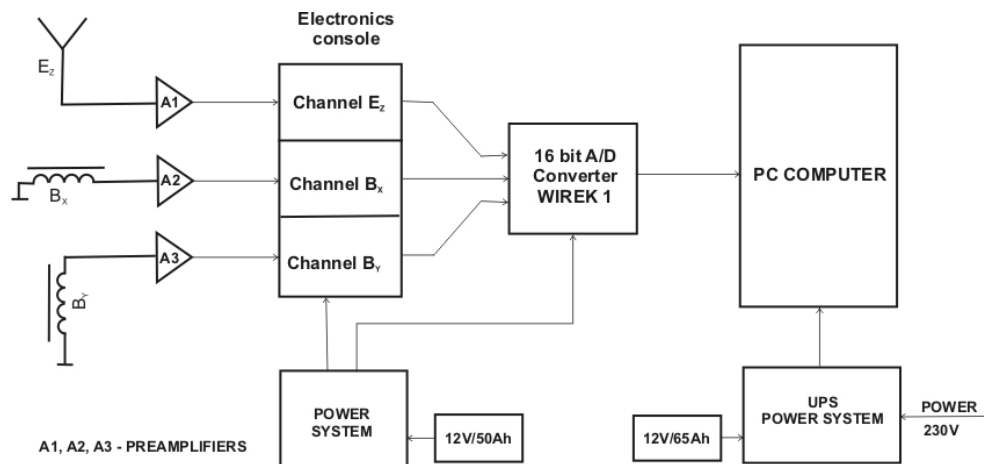 Electronics
console
E_Z
A1
Channel E_Z
16 bit A/D
Converter
WIREK 1
PC COMPUTER
B_X
A2
Channel B_X
B_Y
A3
Channel B_Y
POWER
SYSTEM
12V/50Ah
12V/65Ah
UPS
POWER SYSTEM
POWER
230V
A1, A2, A3 - PREAMPLIFIERS